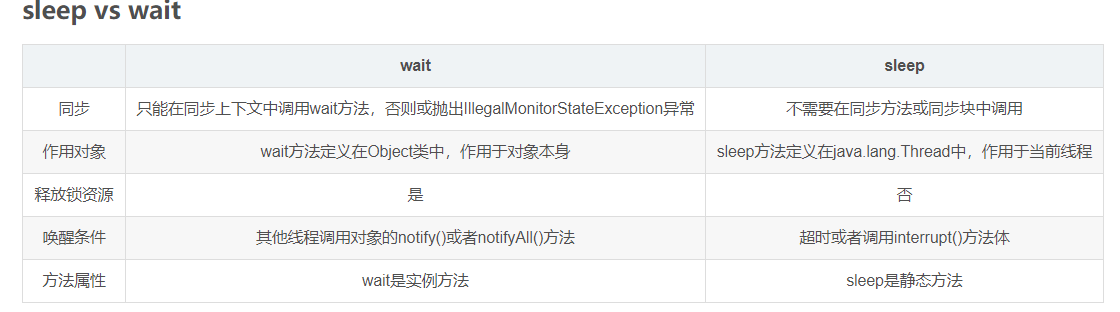 sleep vs wait
wait sleep
同步 只能在同步上下文中调用wait方法，否则或抛出IllegalMonitorStateException异常 不需要在同步方法或同步块中调用
作用对象 wait方法定义在Object类中，作用于对象本身 sleep方法定义在java.lang.Thread中，作用于当前线程
释放锁资源 是 否
唤醒条件 其他线程调用对象的notify()或者notifyAll()方法 超时或者调用interrupt()方法体
方法属性 wait是实例方法 sleep是静态方法